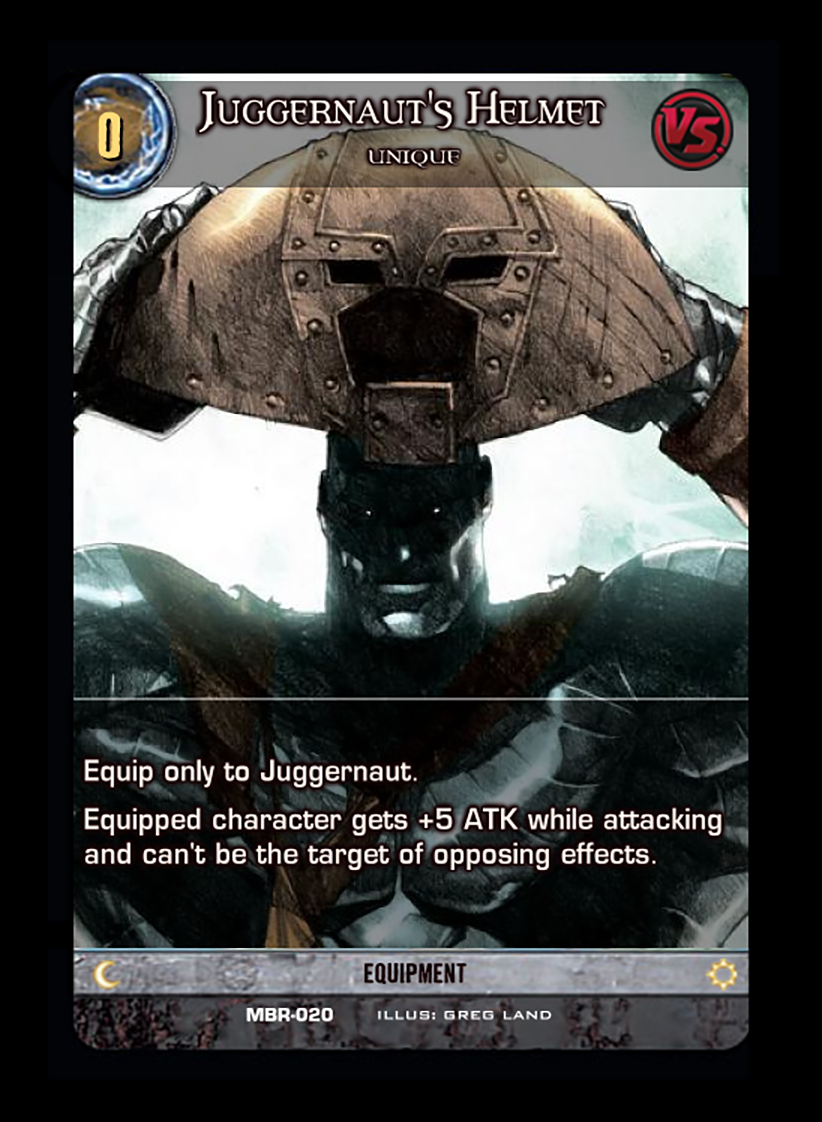 0
JUGGERNAUT'S HELMET
UNIQUE
VS.
Equip only to Juggernaut.
Equipped character gets +5 ATK while attacking
and can't be the target of opposing effects.
EQUIPMENT
MBR-020 ILLUS: GREG LAND